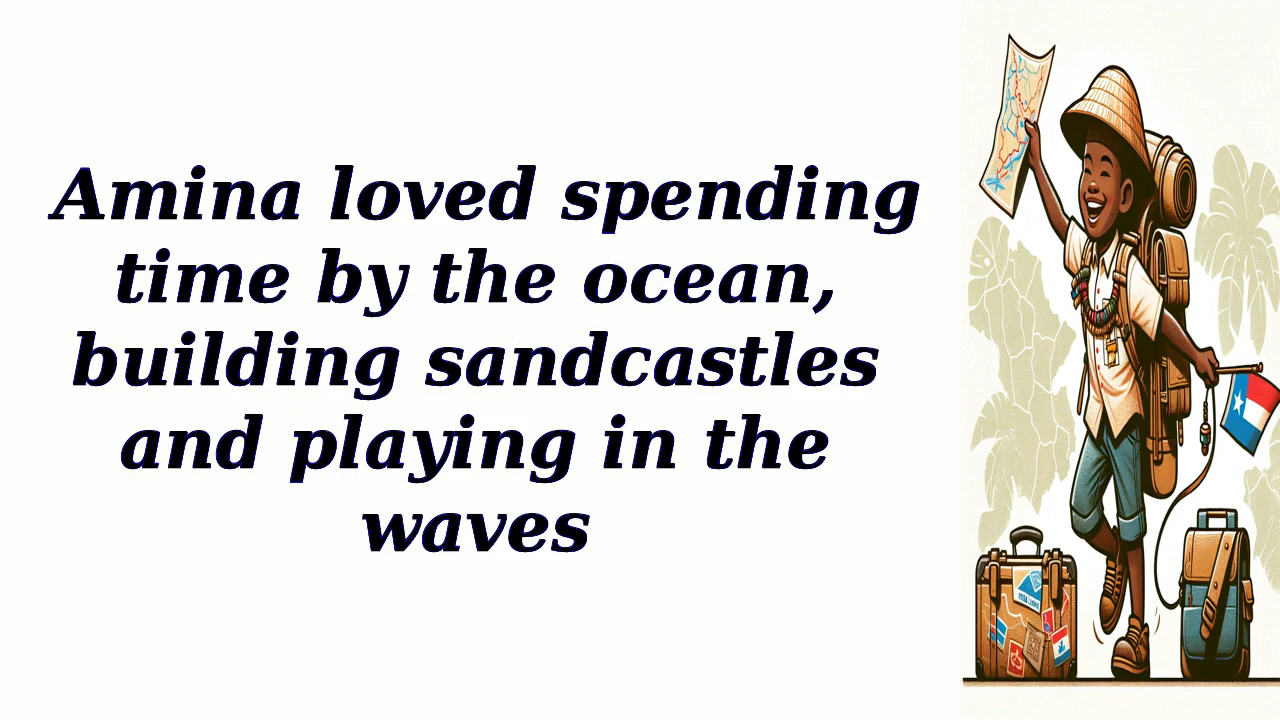 Amina loved spending
time by the ocean,
building sandcastles
and playing in the
waves